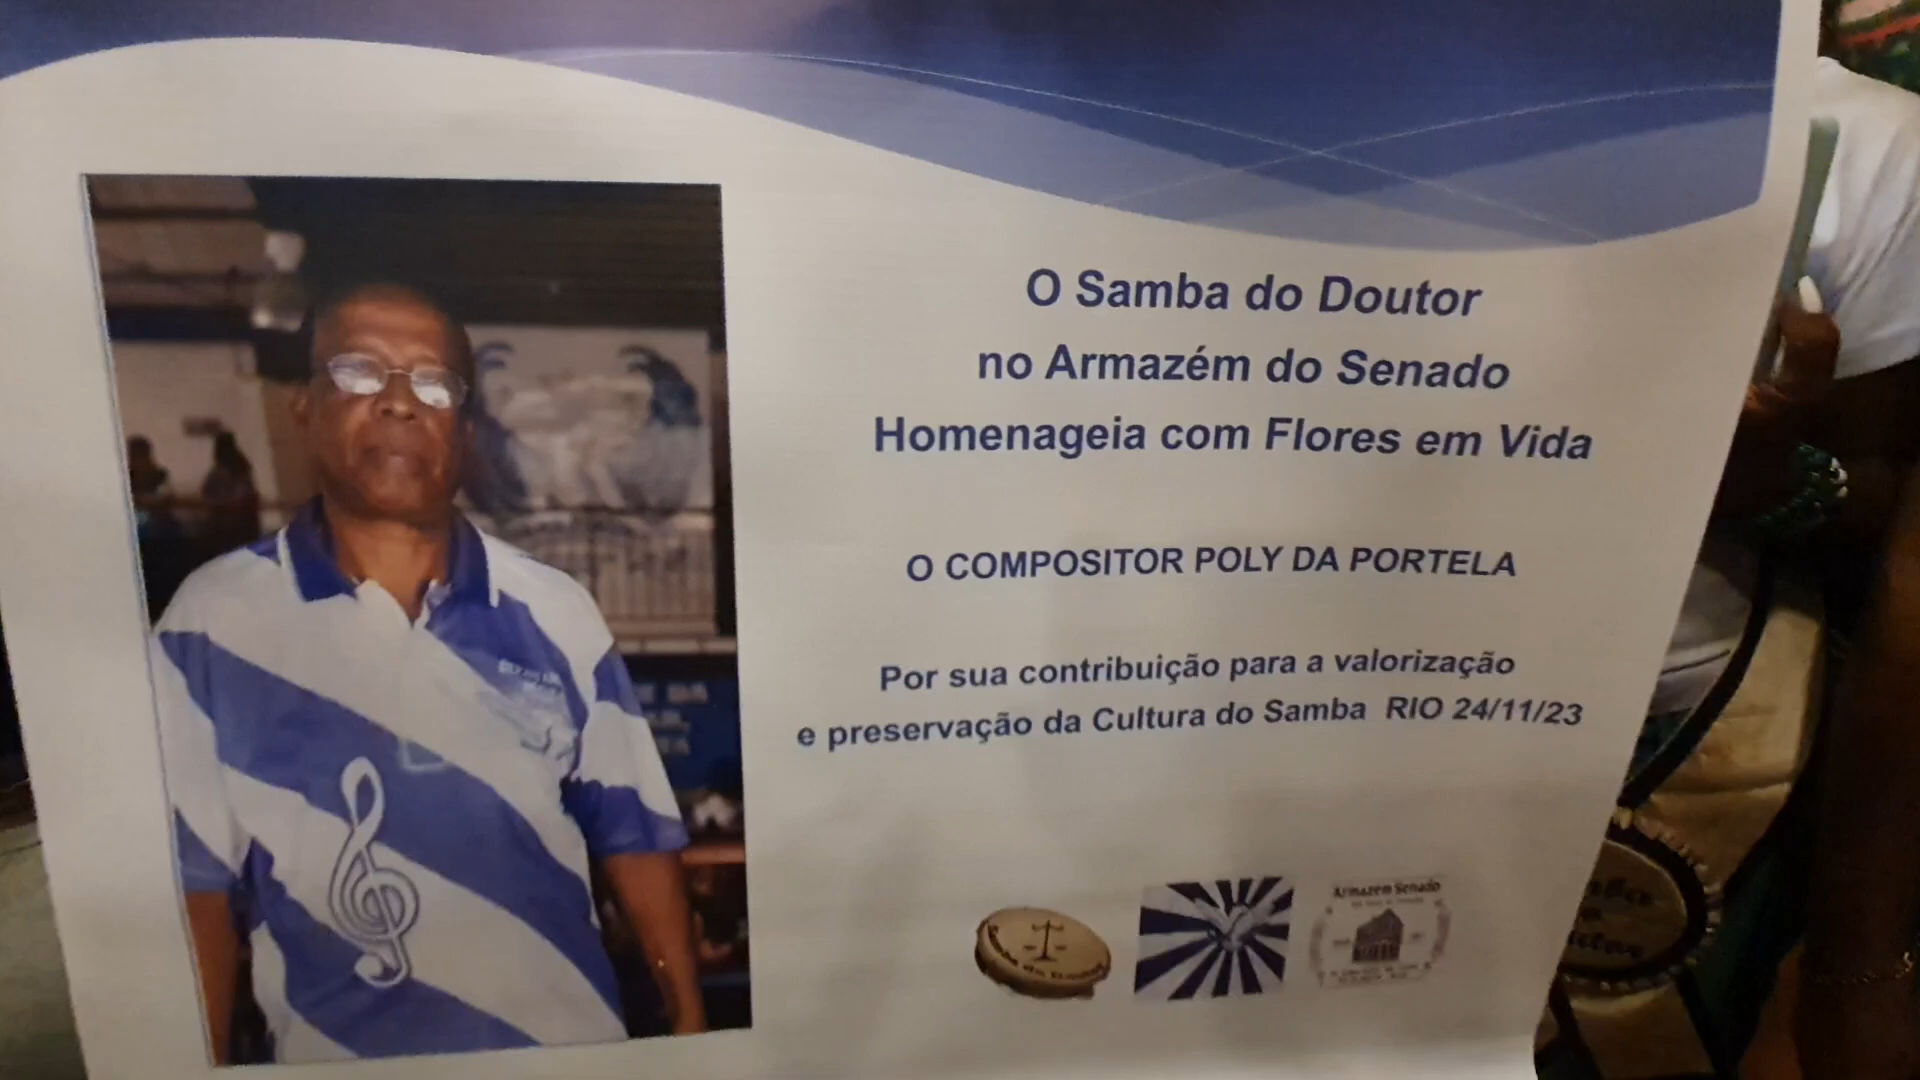 O Samba do Doutor
no Armazém do Senado
Homenageia com Flores em Vida
O COMPOSITOR POLY DA PORTELA
Por sua contribuição para a valorização
e preservação da Cultura do Samba RIO 24/11/23
Armazem Senado